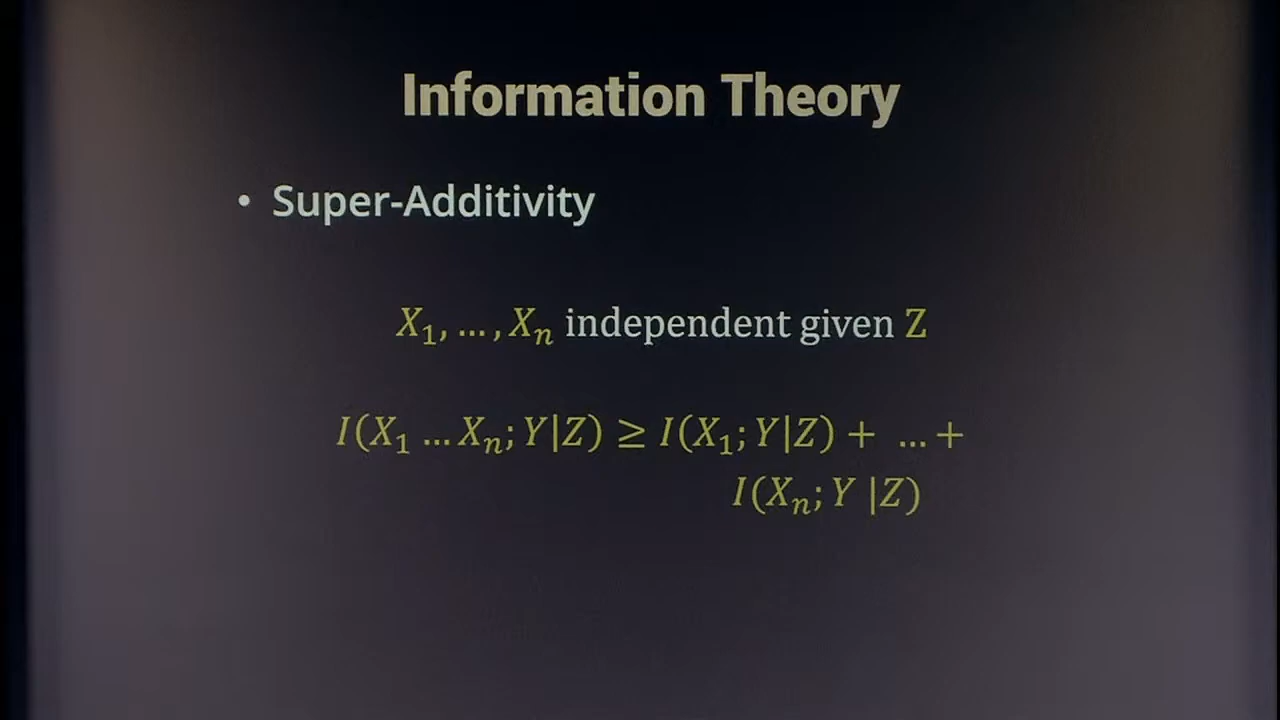 Information Theory
• Super-Additivity
X₁, …, Xₙ independent given Z
I(X₁ … Xₙ; Y|Z) ≥ I(X₁; Y|Z) + … +
I(Xₙ; Y |Z)